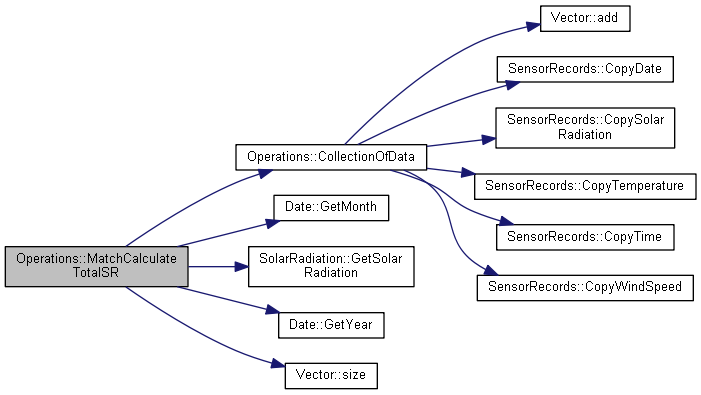 Vector::add
SensorRecords::CopyDate
SensorRecords::CopySolar
Radiation
Operations::CollectionOfData
SensorRecords::CopyTemperature
Date::GetMonth
SensorRecords::CopyTime
Operations::MatchCalculate
TotalSR
SolarRadiation::GetSolar
Radiation
SensorRecords::CopyWindSpeed
Date::GetYear
Vector::size